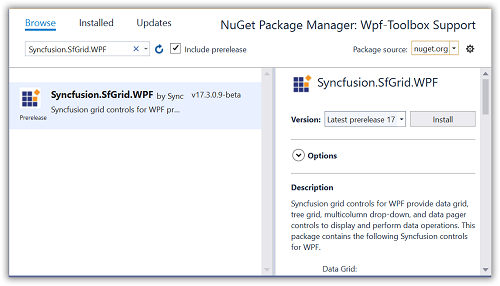 Browse Installed Updates NuGet Package Manager: Wpf-Toolbox Support
Syncfusion.SfGrid.WPF Include prerelease Package source: nuget.org
Syncfusion.SfGrid.WPF by Sync v17.3.0.9-beta
Syncfusion grid controls for WPF pr...
Prerelease
Syncfusion.SfGrid.WPF
Version: Latest prerelease 17 Install
Options
Description
Syncfusion grid controls for WPF provide data grid,
tree grid, multicolumn drop-down, and data pager
controls to display and perform data operations. This
package contains the following Syncfusion controls
for WPF.
Data Grid: